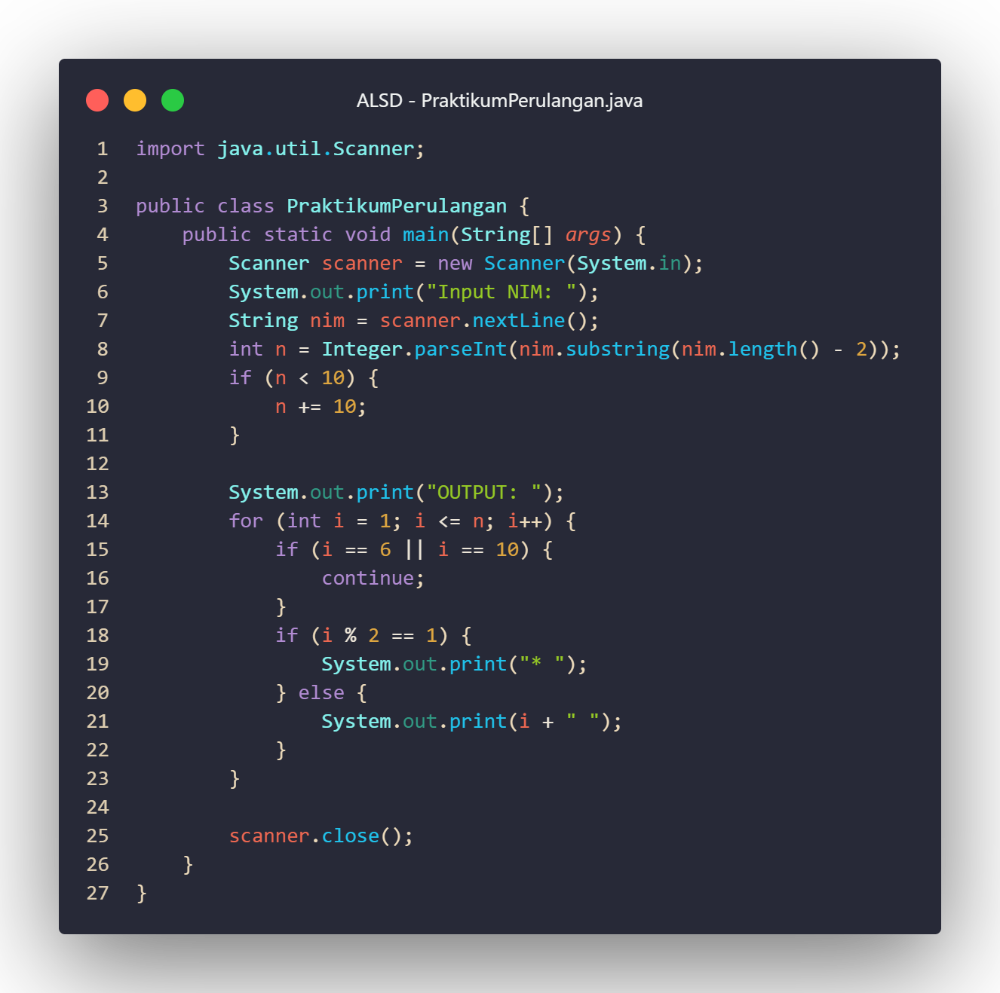 ALSD - PraktikumPerulangan.java
1 import java.util.Scanner;
2
3 public class PraktikumPerulangan {
4     public static void main(String[] args) {
5         Scanner scanner = new Scanner(System.in);
6         System.out.print("Input NIM: ");
7         String nim = scanner.nextLine();
8         int n = Integer.parseInt(nim.substring(nim.length() - 2));
9         if (n < 10) {
10             n += 10;
11         }
12
13         System.out.print("OUTPUT: ");
14         for (int i = 1; i <= n; i++) {
15             if (i == 6 || i == 10) {
16                 continue;
17             }
18             if (i % 2 == 1) {
19                 System.out.print("* ");
20             } else {
21                 System.out.print(i + " ");
22             }
23         }
24
25         scanner.close();
26     }
27 }